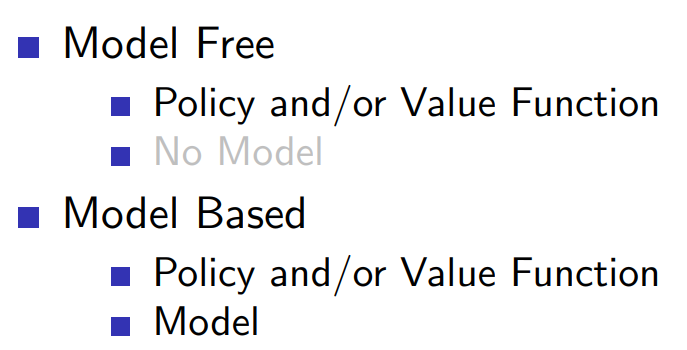 Model Free
Policy and/or Value Function
No Model
Model Based
Policy and/or Value Function
Model